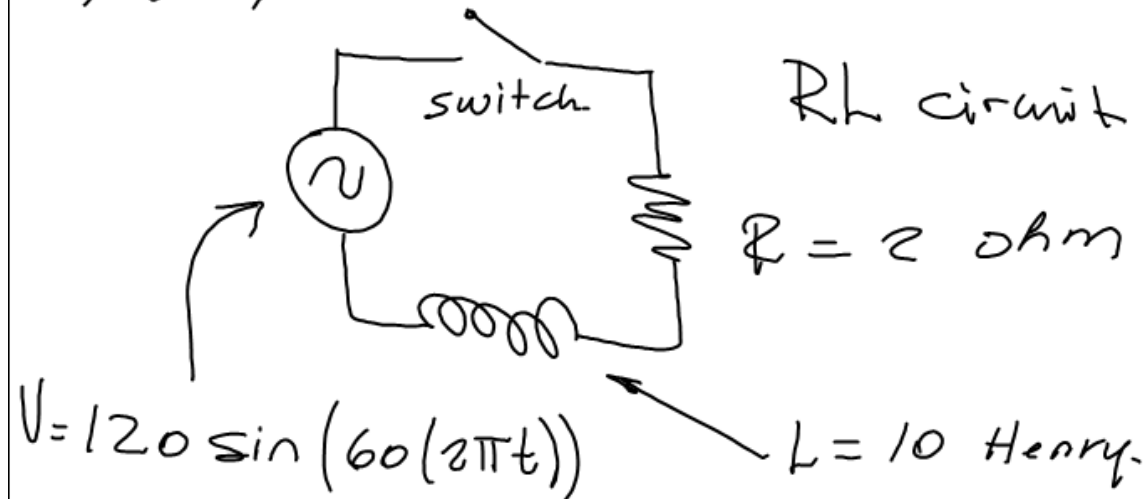 switch
RL circuit
R = 2 ohm
V = 120 sin(60(2πt))
L = 10 Henry.